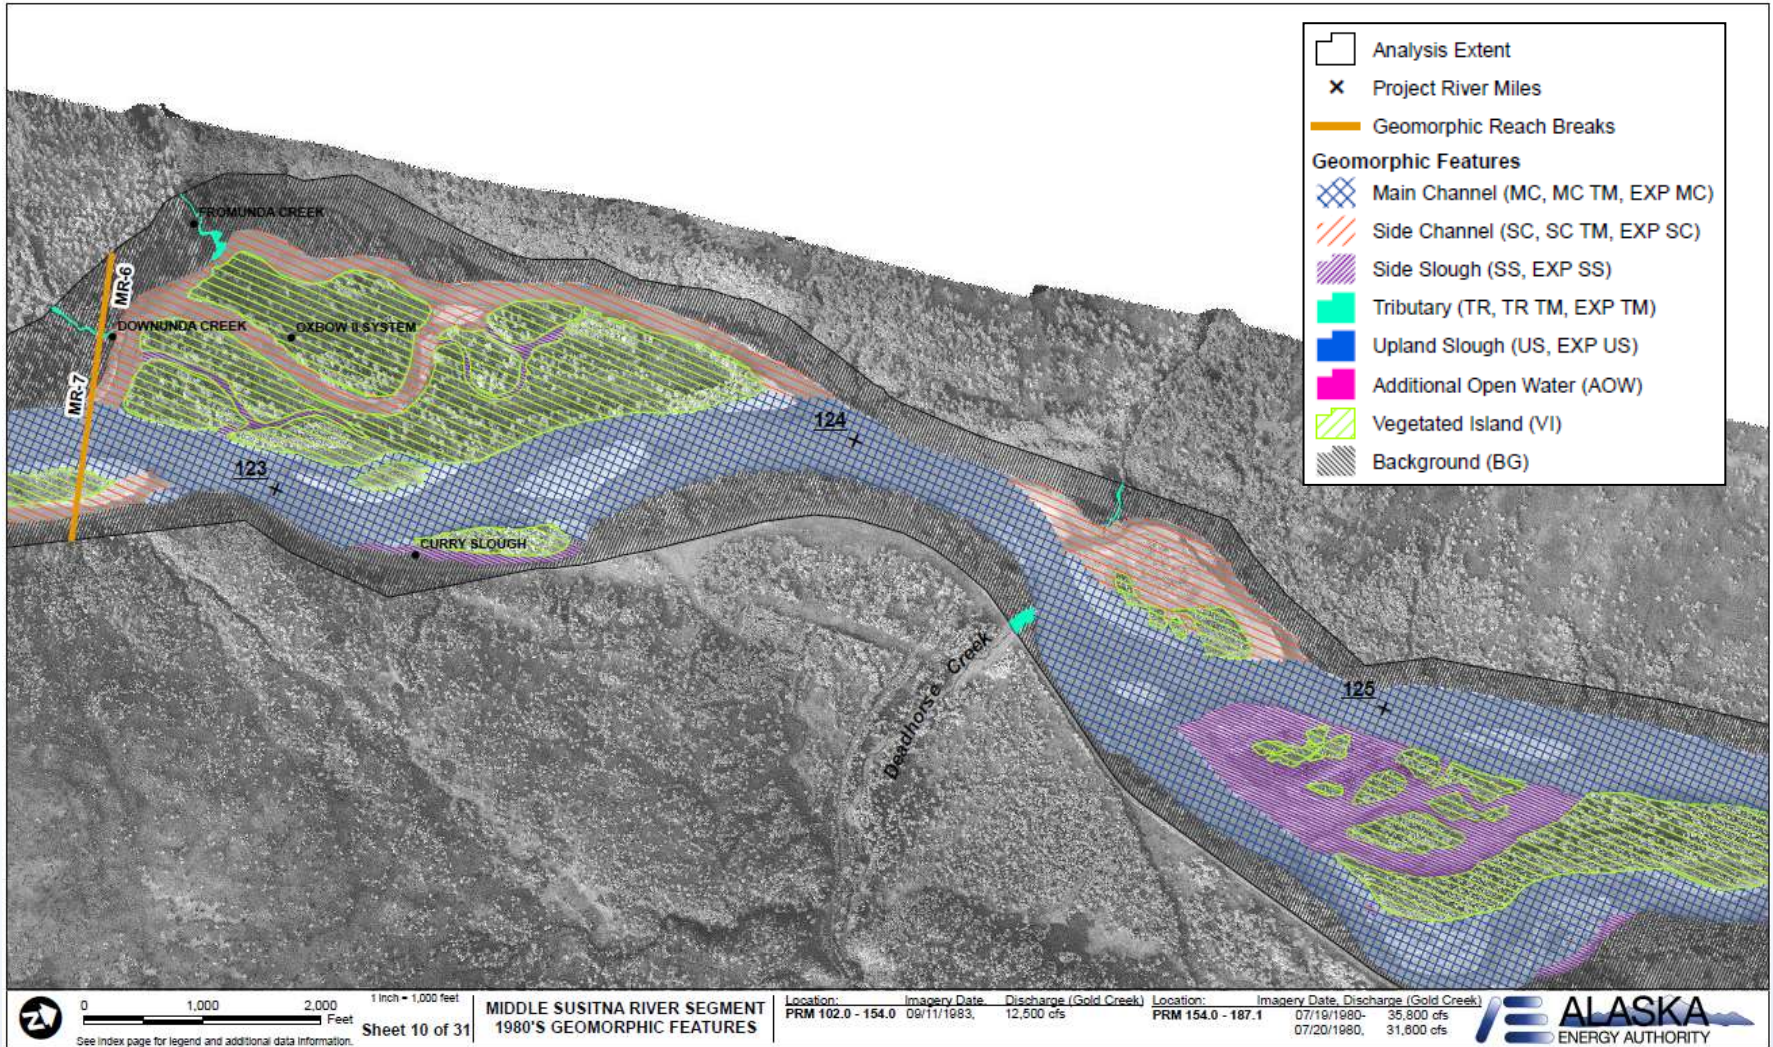 Analysis Extent
Project River Miles
Geomorphic Reach Breaks
Geomorphic Features
Main Channel (MC, MC TM, EXP MC)
Side Channel (SC, SC TM, EXP SC)
Side Slough (SS, EXP SS)
Tributary (TR, TR TM, EXP TM)
Upland Slough (US, EXP US)
Additional Open Water (AOW)
Vegetated Island (VI)
Background (BG)
FROMUNDA CREEK
MR-6
DOWNUNDA CREEK
OXBOW II SYSTEM
MR-7
124
123
CURRY SLOUGH
Deadhorse Creek
125
N
0 1,000 2,000
Feet
1 inch = 1,000 feet
Sheet 10 of 31
See index page for legend and additional data information.
MIDDLE SUSITNA RIVER SEGMENT
1980'S GEOMORPHIC FEATURES
Location: Imagery Date, Discharge (Gold Creek)
PRM 102.0 - 154.0 09/11/1983, 12,500 cfs
Location: Imagery Date, Discharge (Gold Creek)
PRM 154.0 - 187.1 07/19/1980- 35,800 cfs
07/20/1980, 31,600 cfs
ALASKA
ENERGY AUTHORITY